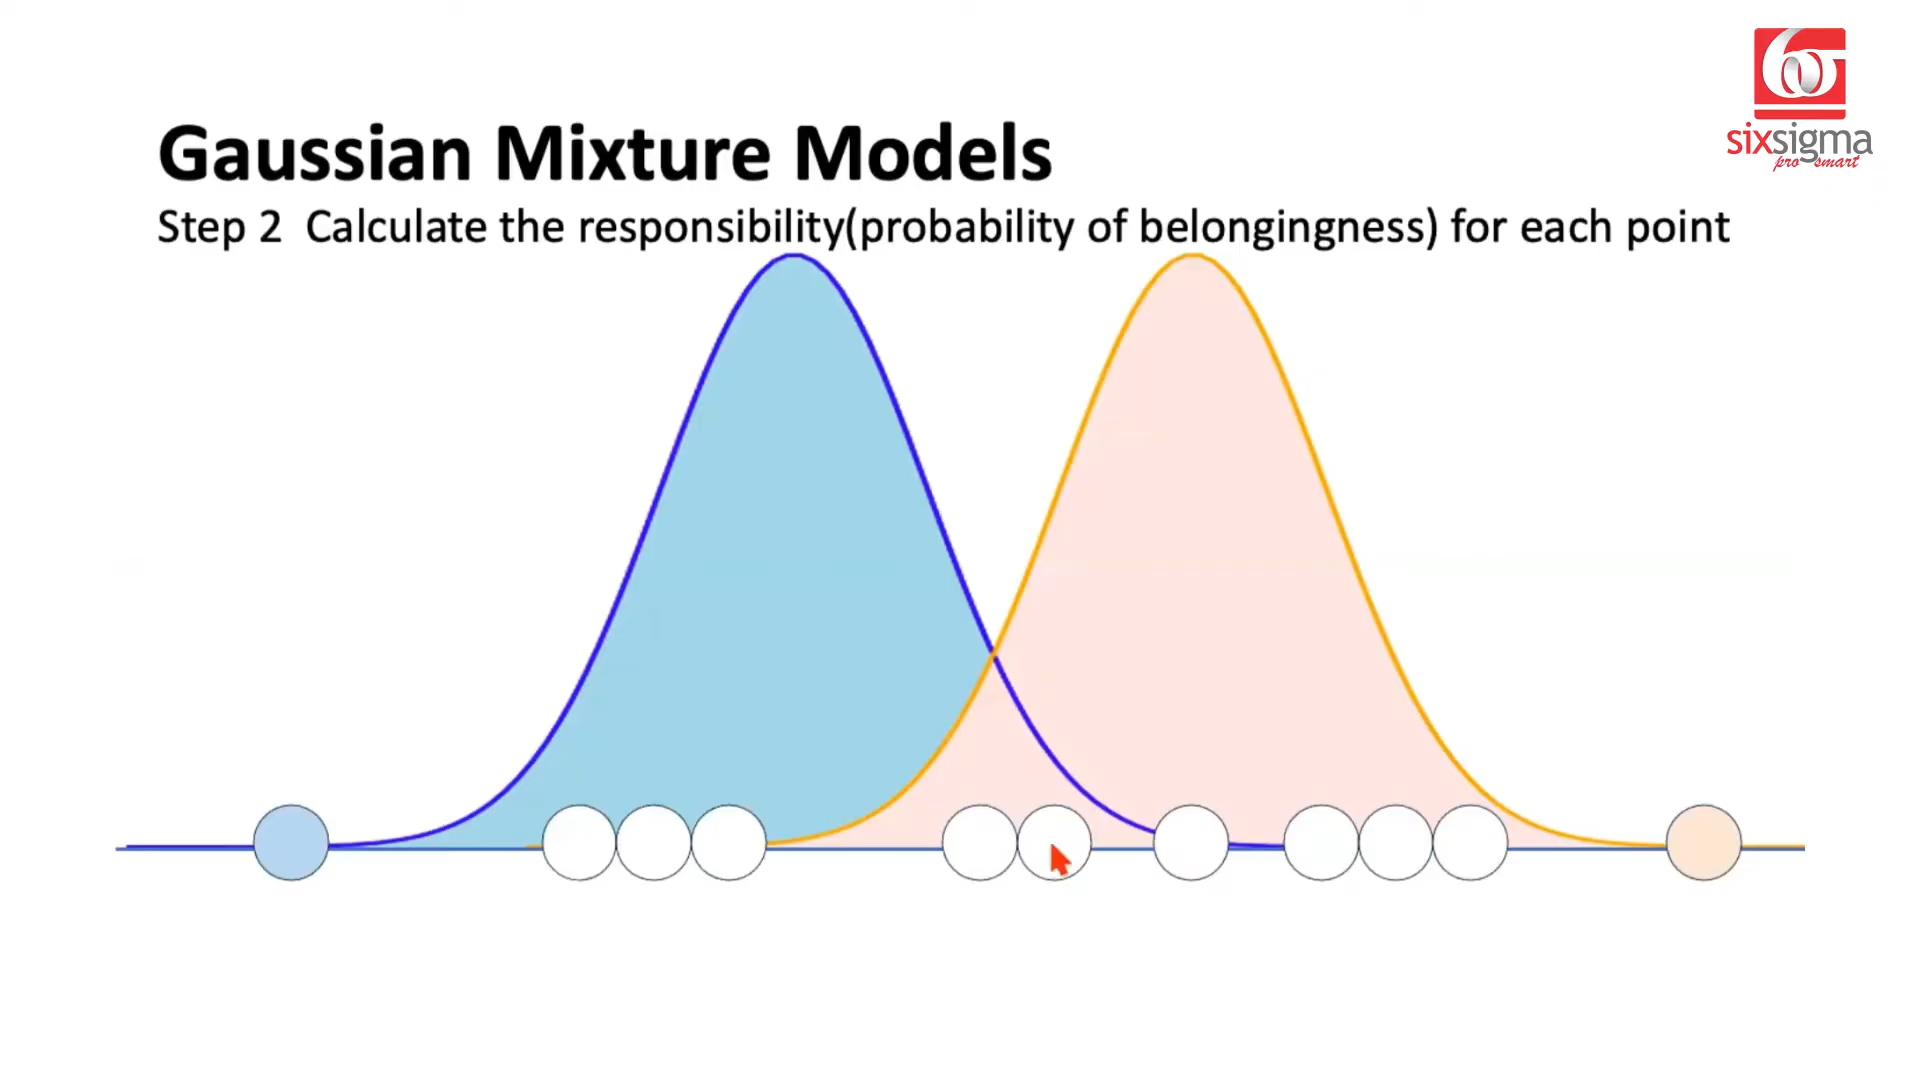 sixsigma
pro smart
Gaussian Mixture Models
Step 2 Calculate the responsibility(probability of belongingness) for each point